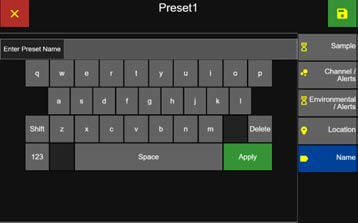 Preset1
Enter Preset Name
q w e r t y u i o p
a s d f g h j k l
Shift z x c v b n m Delete
123 Space Apply
Sample
Channel /
Alerts
Environmental
/ Alerts
Location
Name